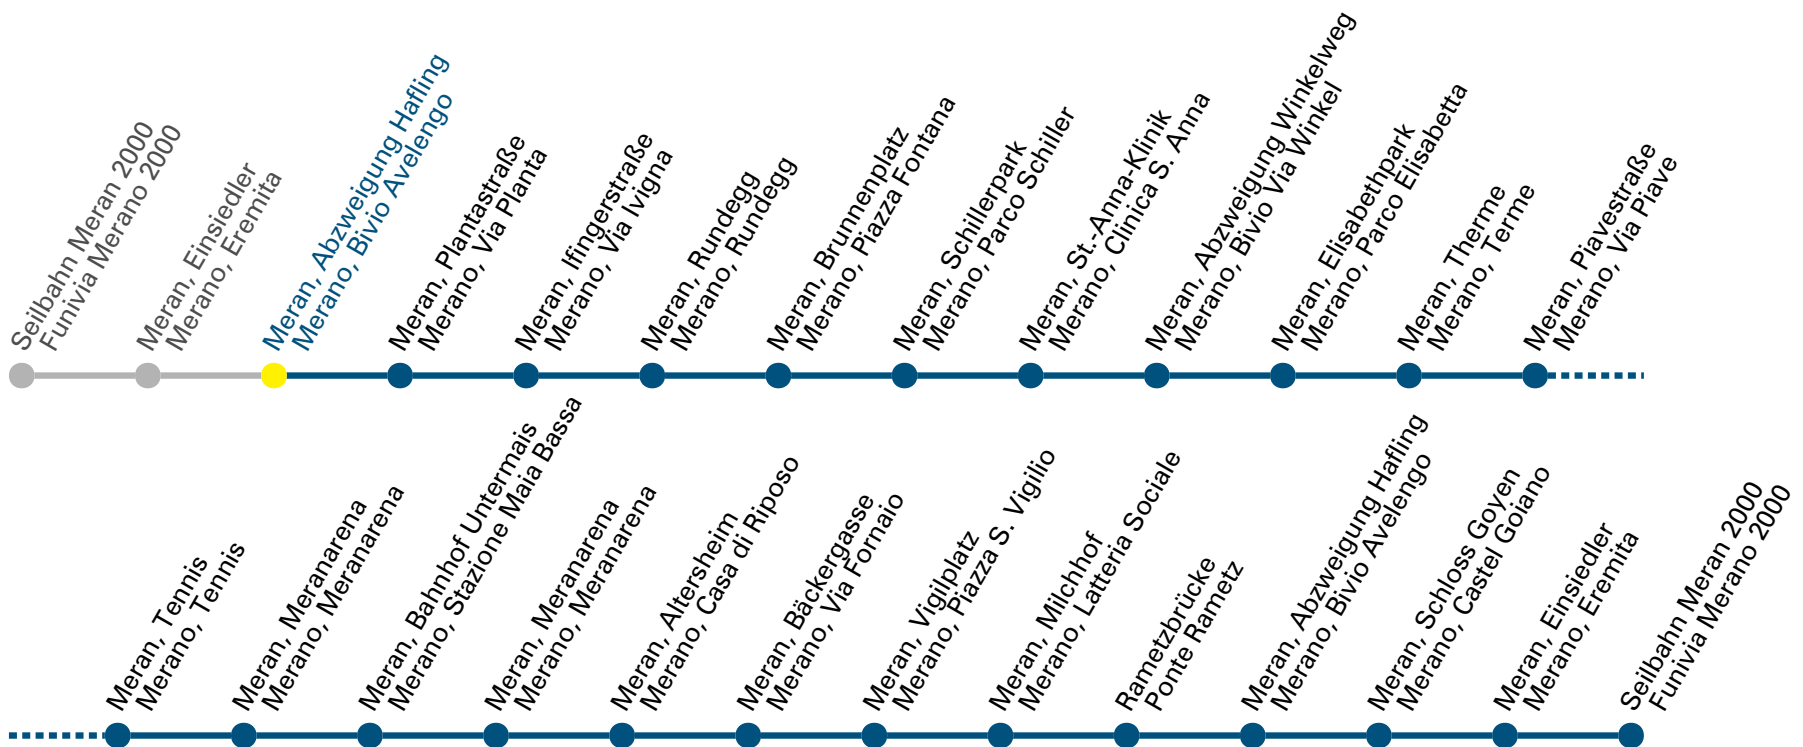 Seilbahn Meran 2000
Funivia Merano 2000
Meran, Einsiedler
Merano, Eremita
Meran, Abzweigung Hafling
Merano, Bivio Avelengo
Meran, Plantastraße
Merano, Via Planta
Meran, Ifingerstraße
Merano, Via Ivigna
Meran, Rundegg
Merano, Rundegg
Meran, Brunnenplatz
Merano, Piazza Fontana
Meran, Schillerpark
Merano, Parco Schiller
Meran, St.-Anna-Klinik
Merano, Clinica S. Anna
Meran, Abzweigung Winkelweg
Merano, Bivio Via Winkel
Meran, Elisabethpark
Merano, Parco Elisabetta
Meran, Therme
Merano, Terme
Meran, Piavestraße
Merano, Via Piave
Meran, Tennis
Merano, Tennis
Meran, Meranarena
Merano, Meranarena
Meran, Bahnhof Untermais
Merano, Stazione Maia Bassa
Meran, Meranarena
Merano, Meranarena
Meran, Altersheim
Merano, Casa di Riposo
Meran, Bäckergasse
Merano, Via Fornaio
Meran, Vigilplatz
Merano, Piazza S. Vigilio
Meran, Milchhof
Merano, Latteria Sociale
Rametzbrücke
Ponte Rametz
Meran, Abzweigung Hafling
Merano, Bivio Avelengo
Meran, Schloss Goyen
Merano, Castel Goiano
Meran, Einsiedler
Merano, Eremita
Seilbahn Meran 2000
Funivia Merano 2000